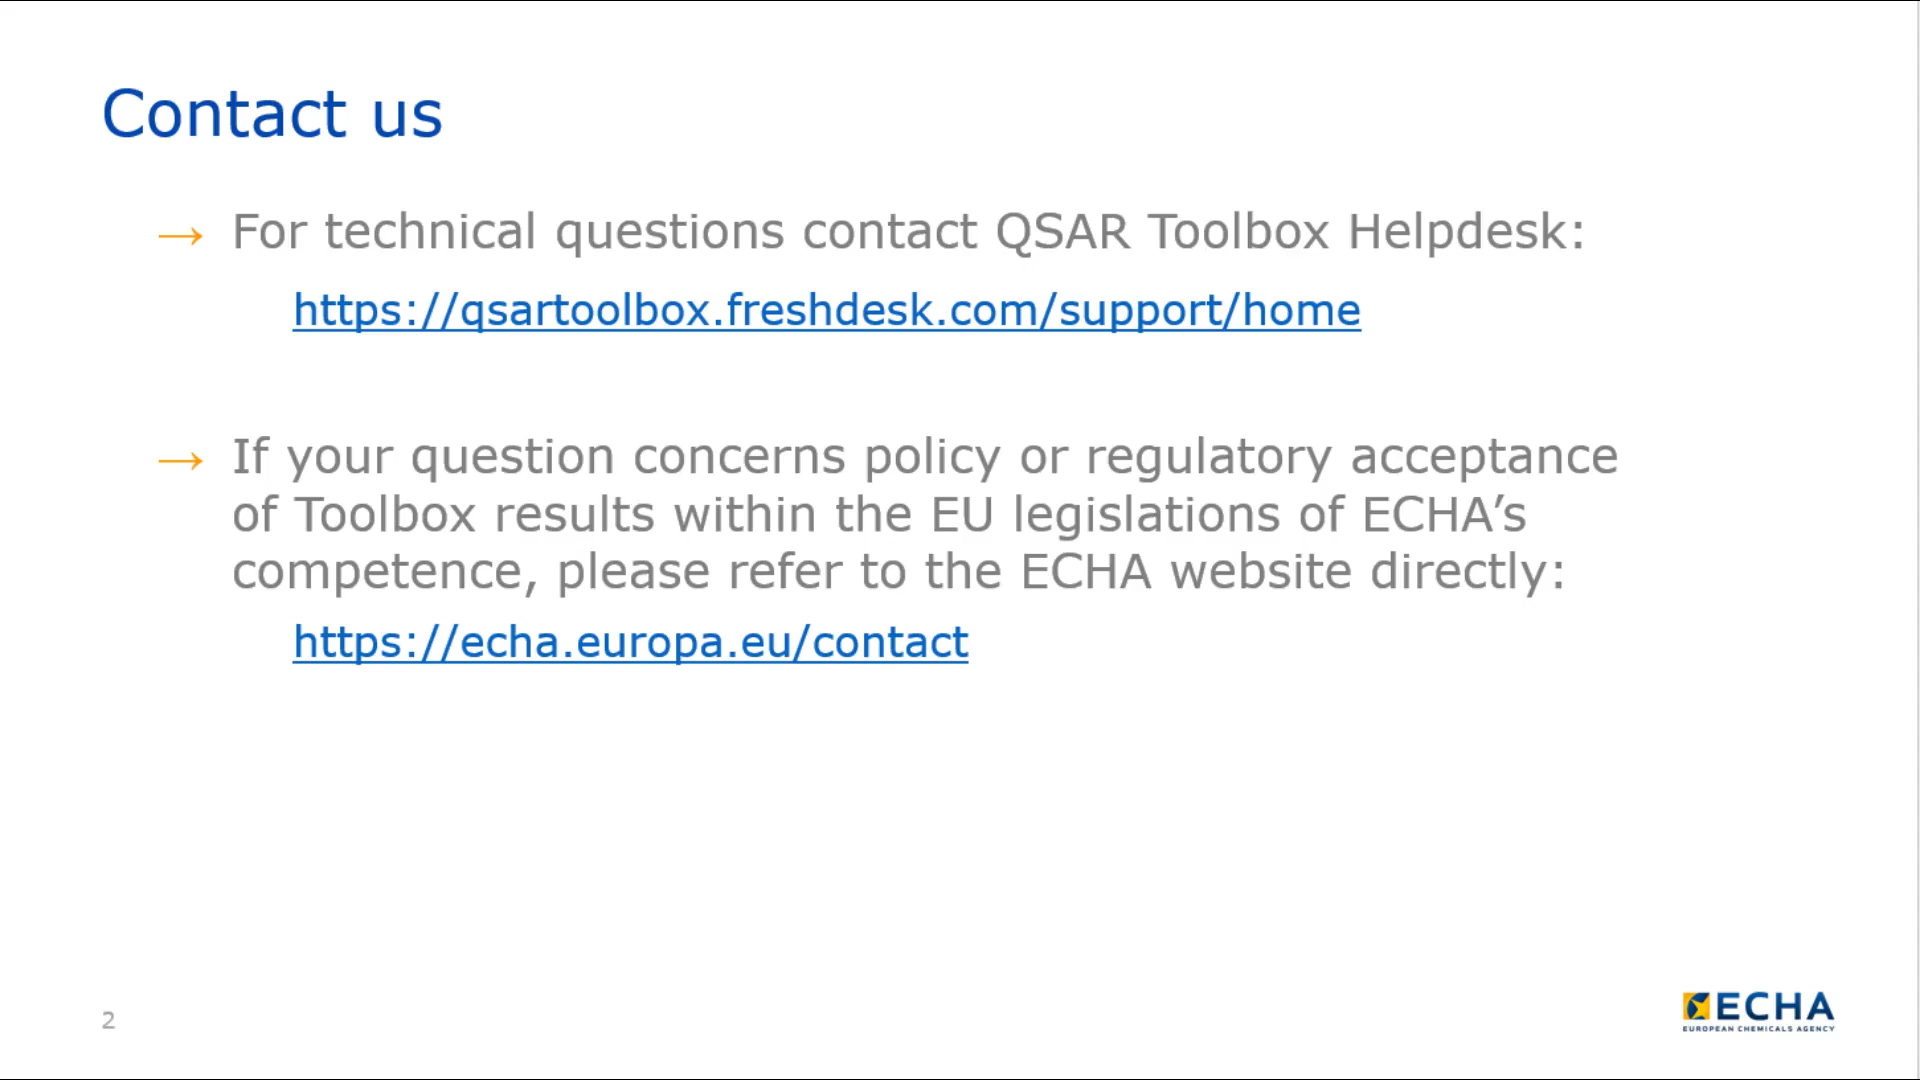 Contact us
→ For technical questions contact QSAR Toolbox Helpdesk:
https://qsartoolbox.freshdesk.com/support/home
→ If your question concerns policy or regulatory acceptance
of Toolbox results within the EU legislations of ECHA’s
competence, please refer to the ECHA website directly:
https://echa.europa.eu/contact
2
ECHA
EUROPEAN CHEMICALS AGENCY